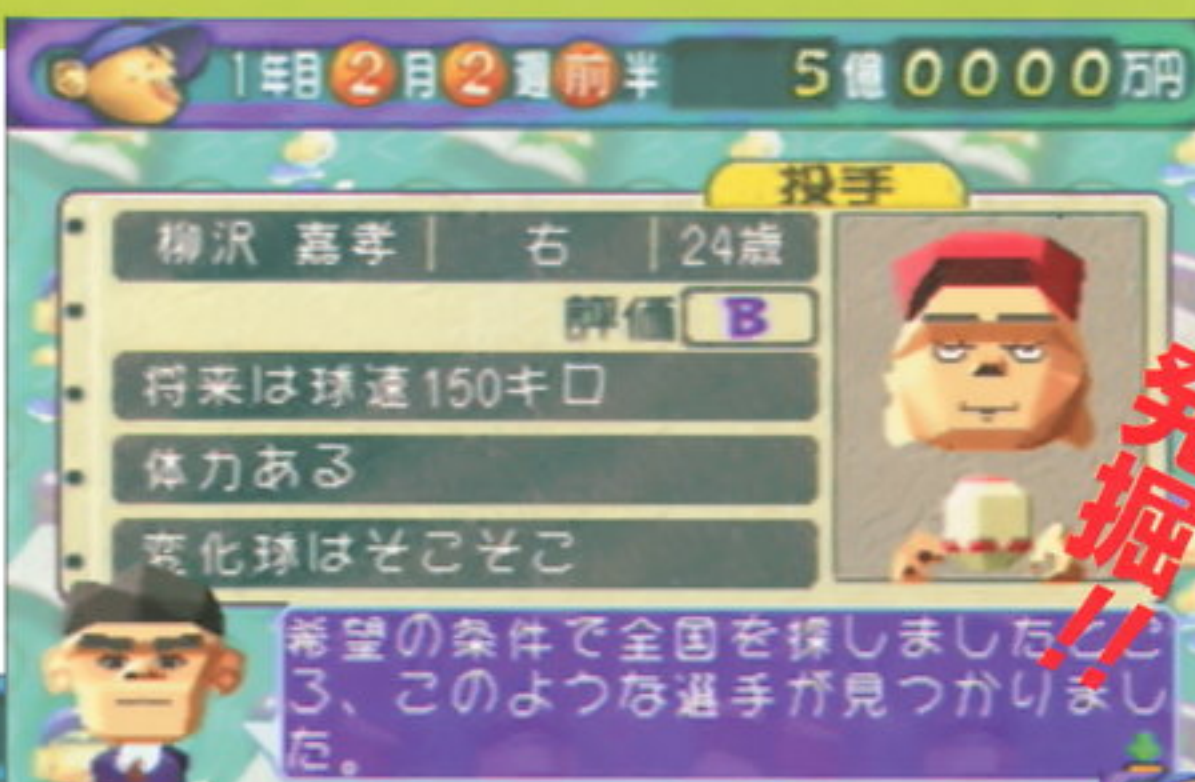 1年目2月2週前半 5億0000万円
投手
柳沢 嘉孝 右 24歳
評価 B
将来は球速150キロ
体力ある
変化球はそこそこ
発掘!!
希望の条件で全国を探しましたとこ
ろ、このような選手が見つかりまし
た。